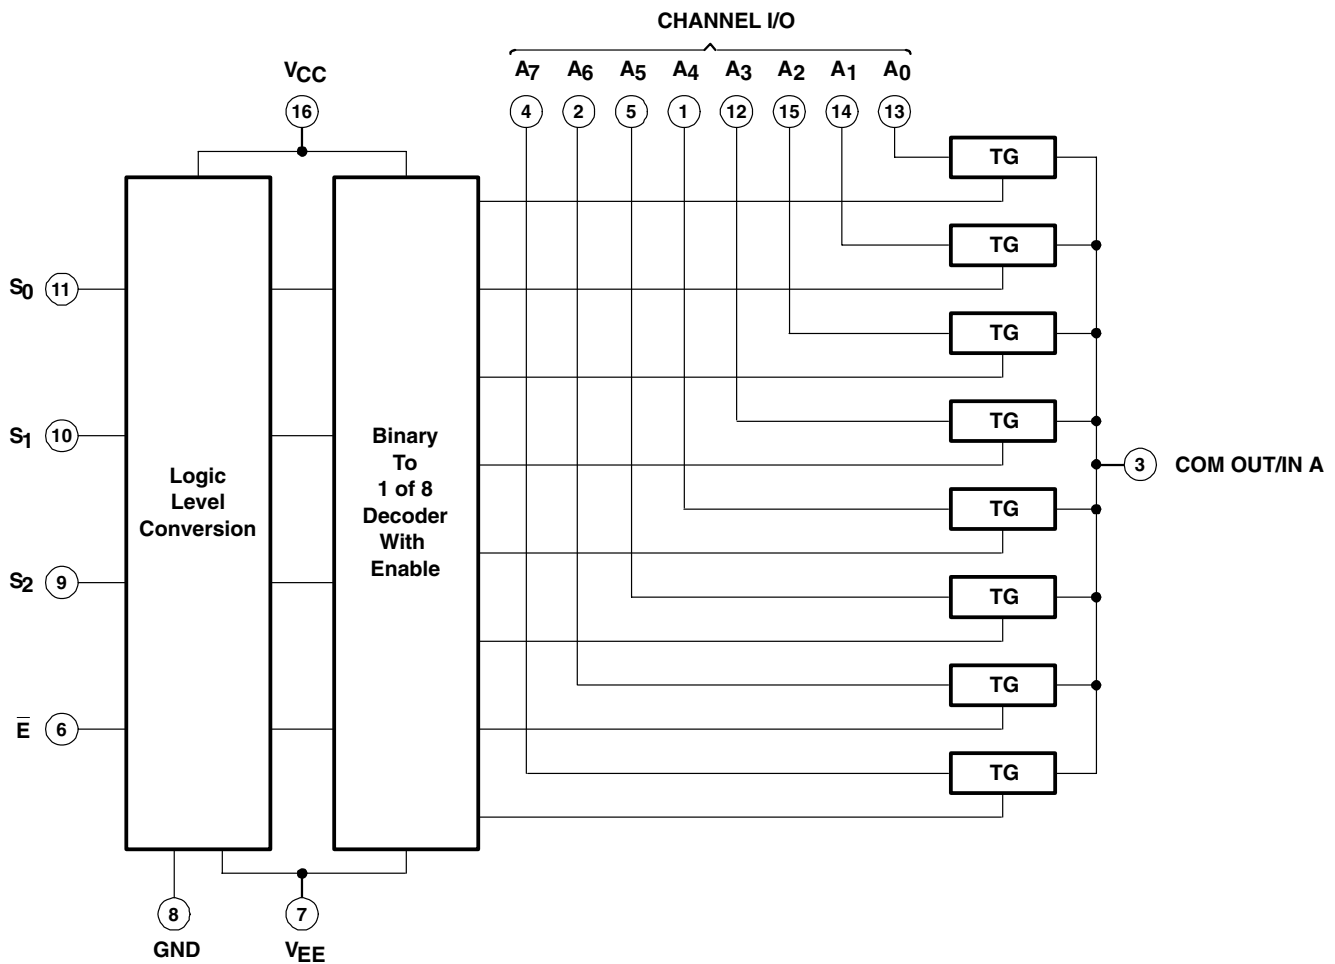 CHANNEL I/O
VCC A7 A6 A5 A4 A3 A2 A1 A0
16 4 2 5 1 12 15 14 13
TG
TG
S0 11
TG
TG
S1 10
Binary
To
1 of 8
Decoder
With
Enable
Logic
Level
Conversion
3 COM OUT/IN A
TG
S2 9
TG
TG
E̅ 6
TG
8 7
GND VEE